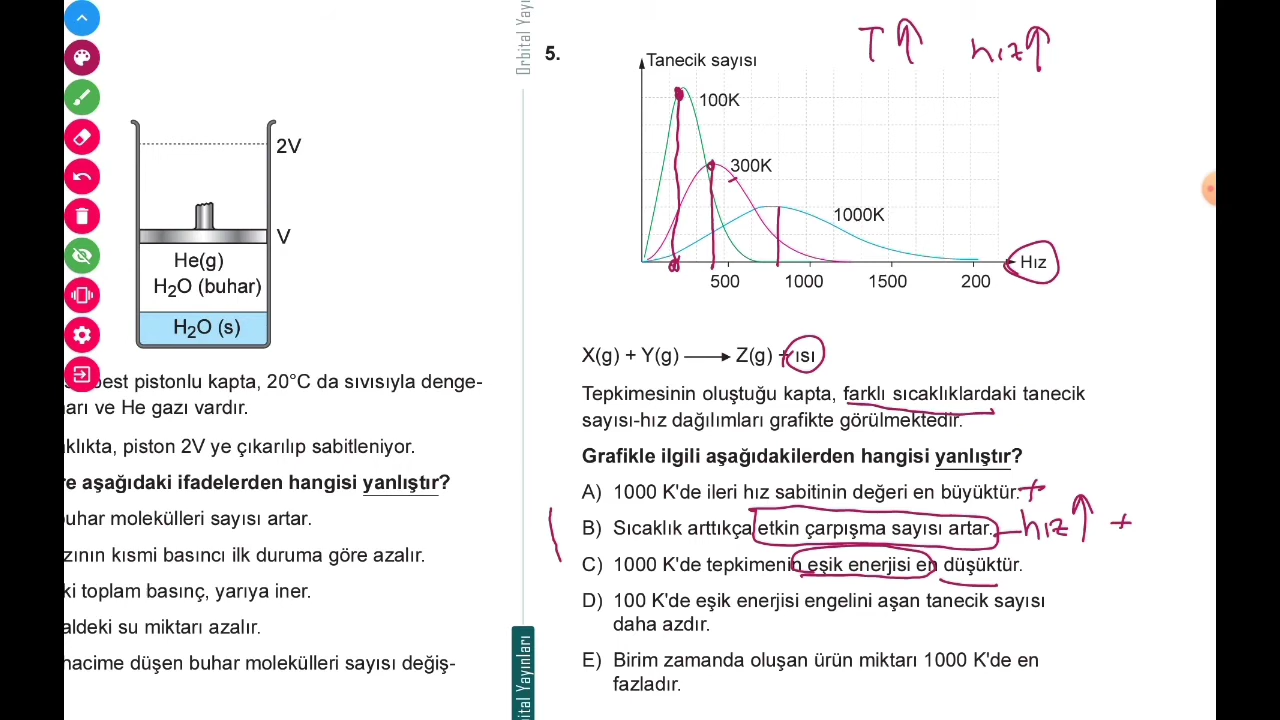 Orbital Yayı
2V
V
He(g)
H₂O (buhar)
H₂O (s)
best pistonlu kapta, 20°C da sıvısıyla denge-
arı ve He gazı vardır.
ıklıkta, piston 2V ye çıkarılıp sabitleniyor.
re aşağıdaki ifadelerden hangisi yanlıştır?
buhar molekülleri sayısı artar.
zının kısmi basıncı ilk duruma göre azalır.
ki toplam basınç, yarıya iner.
aldeki su miktarı azalır.
hacime düşen buhar molekülleri sayısı değiş-
ital Yayınları
5.
T↑ hız↑
Tanecik sayısı
100K
300K
1000K
Hız
500 1000 1500 200
X(g) + Y(g) ⟶ Z(g) + ısı
Tepkimesinin oluştuğu kapta, farklı sıcaklıklardaki tanecik
sayısı-hız dağılımları grafikte görülmektedir.
Grafikle ilgili aşağıdakilerden hangisi yanlıştır?
A) 1000 K'de ileri hız sabitinin değeri en büyüktür. +
B) Sıcaklık arttıkça etkin çarpışma sayısı artar. — hız↑ +
C) 1000 K'de tepkimenin eşik enerjisi en düşüktür.
D) 100 K'de eşik enerjisi engelini aşan tanecik sayısı
daha azdır.
E) Birim zamanda oluşan ürün miktarı 1000 K'de en
fazladır.